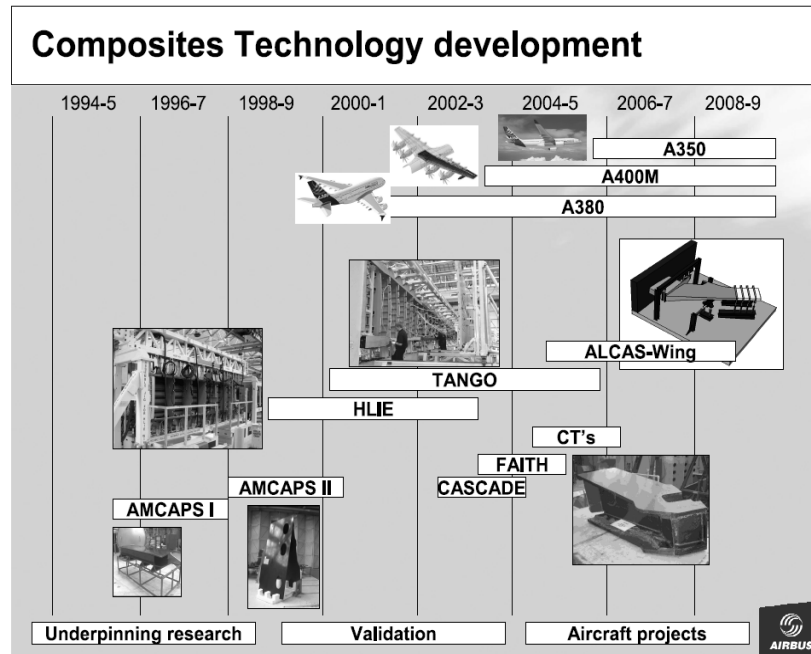 Composites Technology development
1994-5 1996-7 1998-9 2000-1 2002-3 2004-5 2006-7 2008-9
A350
A400M
A380
ALCAS-Wing
TANGO
HLIE
CT's
FAITH
CASCADE
AMCAPS II
AMCAPS I
Underpinning research Validation Aircraft projects
AIRBUS